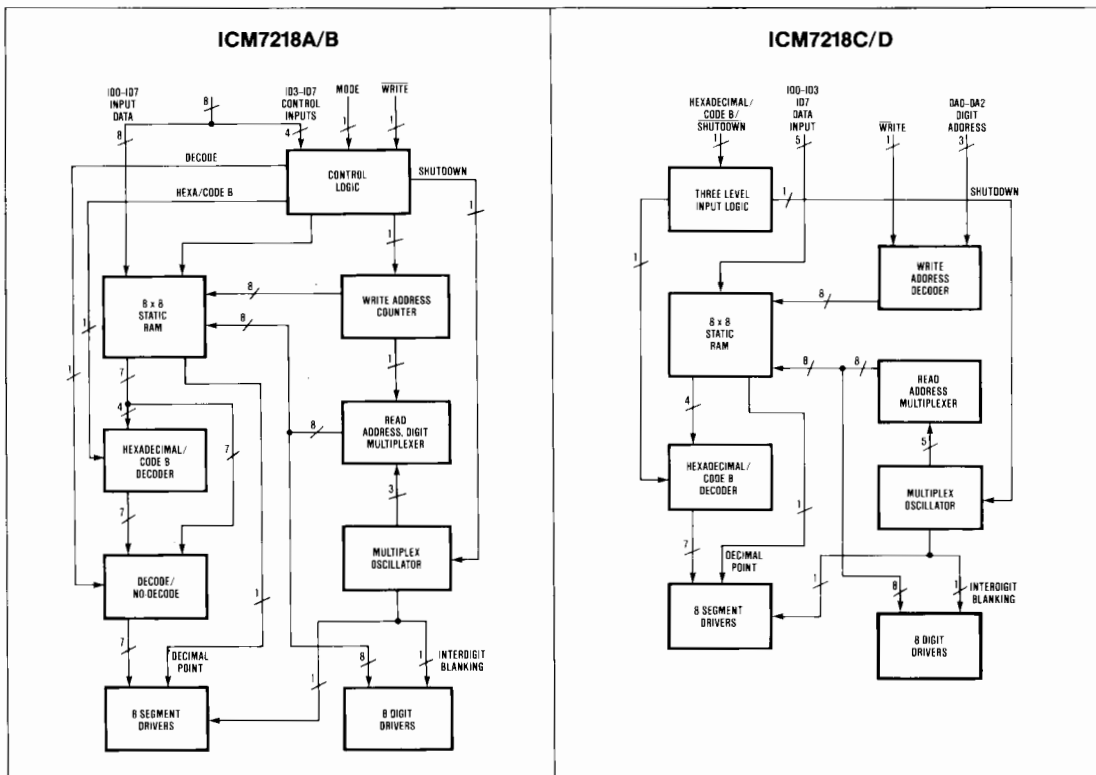 ICM7218A/B
ID0-ID7
INPUT
DATA
8
8
ID3-ID7
CONTROL
INPUTS
4
MODE
1
WRITE
1
DECODE
HEXA/CODE B
CONTROL
LOGIC
SHUTDOWN
1
1
8 x 8
STATIC
RAM
8
WRITE ADDRESS
COUNTER
8
1
1
1
7
4
7
8
READ
ADDRESS, DIGIT
MULTIPLEXER
HEXADECIMAL/
CODE B
DECODER
3
7
MULTIPLEX
OSCILLATOR
DECODE/
NO-DECODE
1
7
DECIMAL
POINT
1
8
1
INTERDIGIT
BLANKING
8 SEGMENT
DRIVERS
8 DIGIT
DRIVERS
ICM7218C/D
HEXADECIMAL/
CODE B/
SHUTDOWN
1
ID0-ID3
ID7
DATA
INPUT
5
WRITE
1
DA0-DA2
DIGIT
ADDRESS
3
THREE LEVEL
INPUT LOGIC
1
SHUTDOWN
1
WRITE
ADDRESS
DECODER
8
8 x 8
STATIC
RAM
8
8
READ
ADDRESS
MULTIPLEXER
4
5
HEXADECIMAL/
CODE B
DECODER
1
MULTIPLEX
OSCILLATOR
7
DECIMAL
POINT
1
8
1
INTERDIGIT
BLANKING
8 SEGMENT
DRIVERS
8 DIGIT
DRIVERS